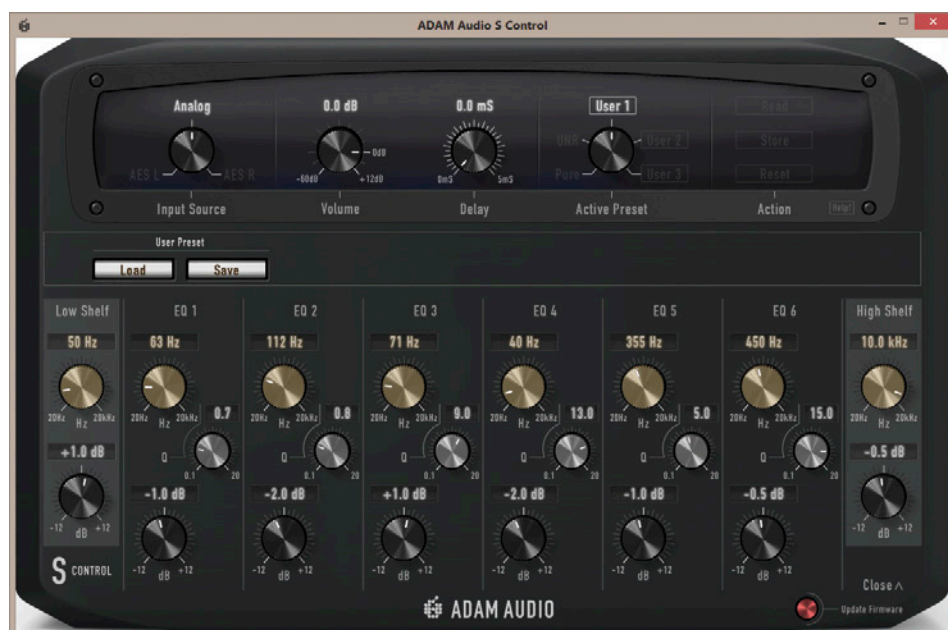 ADAM Audio S Control
Analog
AES L
AES R
Input Source
0.0 dB
0dB
-60dB
+12dB
Volume
0.0 mS
0mS
5mS
Delay
User 1
UNR
User 2
Pure
User 3
Active Preset
Read
Store
Reset
Action
Help!
User Preset
Load
Save
Low Shelf
50 Hz
20Hz
20kHz
Hz
+1.0 dB
-12
+12
dB
EQ 1
63 Hz
20Hz
20kHz
Hz
0.7
Q
0.1
20
-1.0 dB
-12
+12
dB
EQ 2
112 Hz
20Hz
20kHz
Hz
0.8
Q
0.1
20
-2.0 dB
-12
+12
dB
EQ 3
71 Hz
20Hz
20kHz
Hz
9.0
Q
0.1
20
+1.0 dB
-12
+12
dB
EQ 4
40 Hz
20Hz
20kHz
Hz
13.0
Q
0.1
20
-2.0 dB
-12
+12
dB
EQ 5
355 Hz
20Hz
20kHz
Hz
5.0
Q
0.1
20
-1.0 dB
-12
+12
dB
EQ 6
450 Hz
20Hz
20kHz
Hz
15.0
Q
0.1
20
-0.5 dB
-12
+12
dB
High Shelf
10.0 kHz
20Hz
20kHz
Hz
-0.5 dB
-12
+12
dB
S CONTROL
ADAM AUDIO
Close
Update Firmware